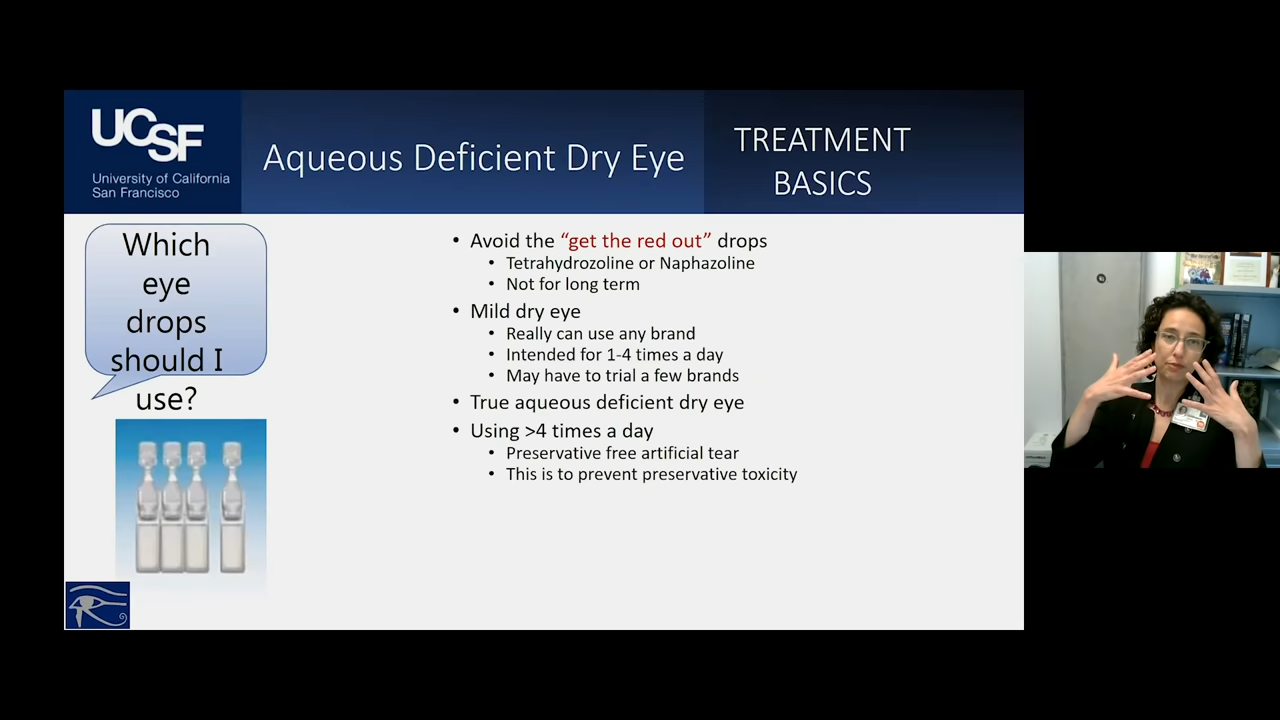 UCSF
University of California
San Francisco
Aqueous Deficient Dry Eye
TREATMENT
BASICS
Which
eye
drops
should I
use?
• Avoid the “get the red out” drops
• Tetrahydrozoline or Naphazoline
• Not for long term
• Mild dry eye
• Really can use any brand
• Intended for 1-4 times a day
• May have to trial a few brands
• True aqueous deficient dry eye
• Using >4 times a day
• Preservative free artificial tear
• This is to prevent preservative toxicity